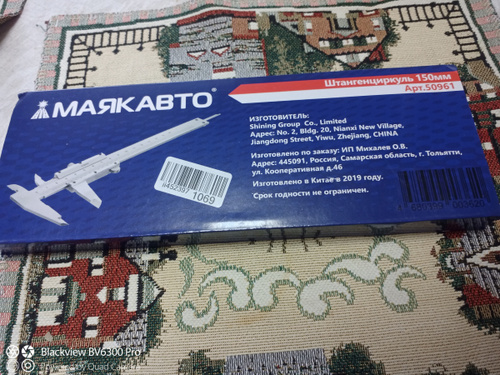 МАЯКАВТО®
Штангенциркуль 150мм
Арт.50961
ИЗГОТОВИТЕЛЬ:
Shining Group Co., Limited
Адрес: No. 2, Bldg. 20, Nianxi New Village,
Jiangdong Street, Yiwu, Zhejiang, CHINA
Изготовлено по заказу: ИП Михалев О.В.
Адрес: 445091, Россия, Самарская область, г. Тольятти,
ул. Кооперативная д.46
Изготовлено в Китае в 2019 году.
Срок годности не ограничен.
1069
Blackview BV6300 Pro